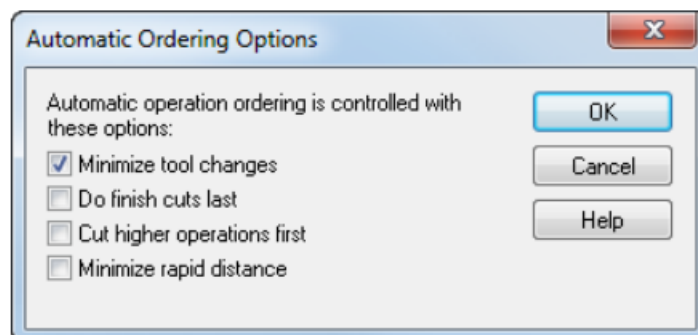 Automatic Ordering Options
Automatic operation ordering is controlled with
these options:
Minimize tool changes
Do finish cuts last
Cut higher operations first
Minimize rapid distance
OK
Cancel
Help